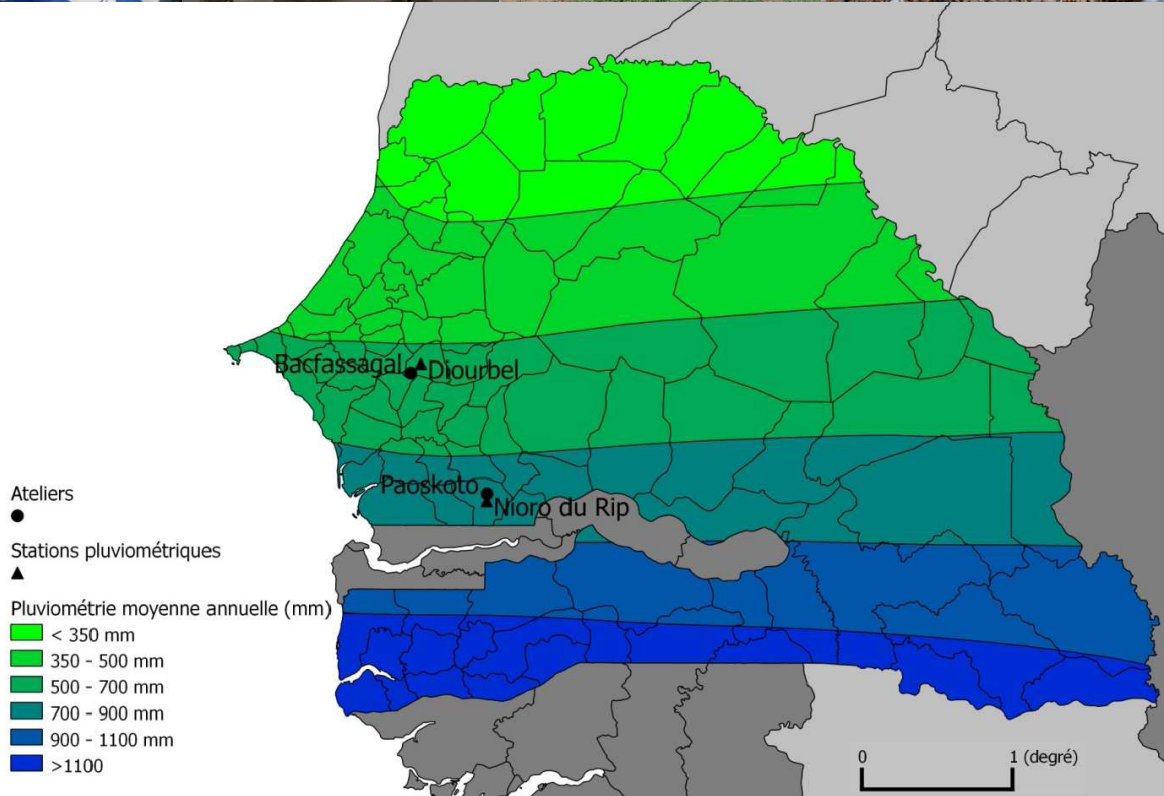 Bacfassagal
Diourbel
Paoskoto
Nioro du Rip
Ateliers
Stations pluviométriques
Pluviométrie moyenne annuelle (mm)
< 350 mm
350 - 500 mm
500 - 700 mm
700 - 900 mm
900 - 1100 mm
>1100
0 1 (degré)